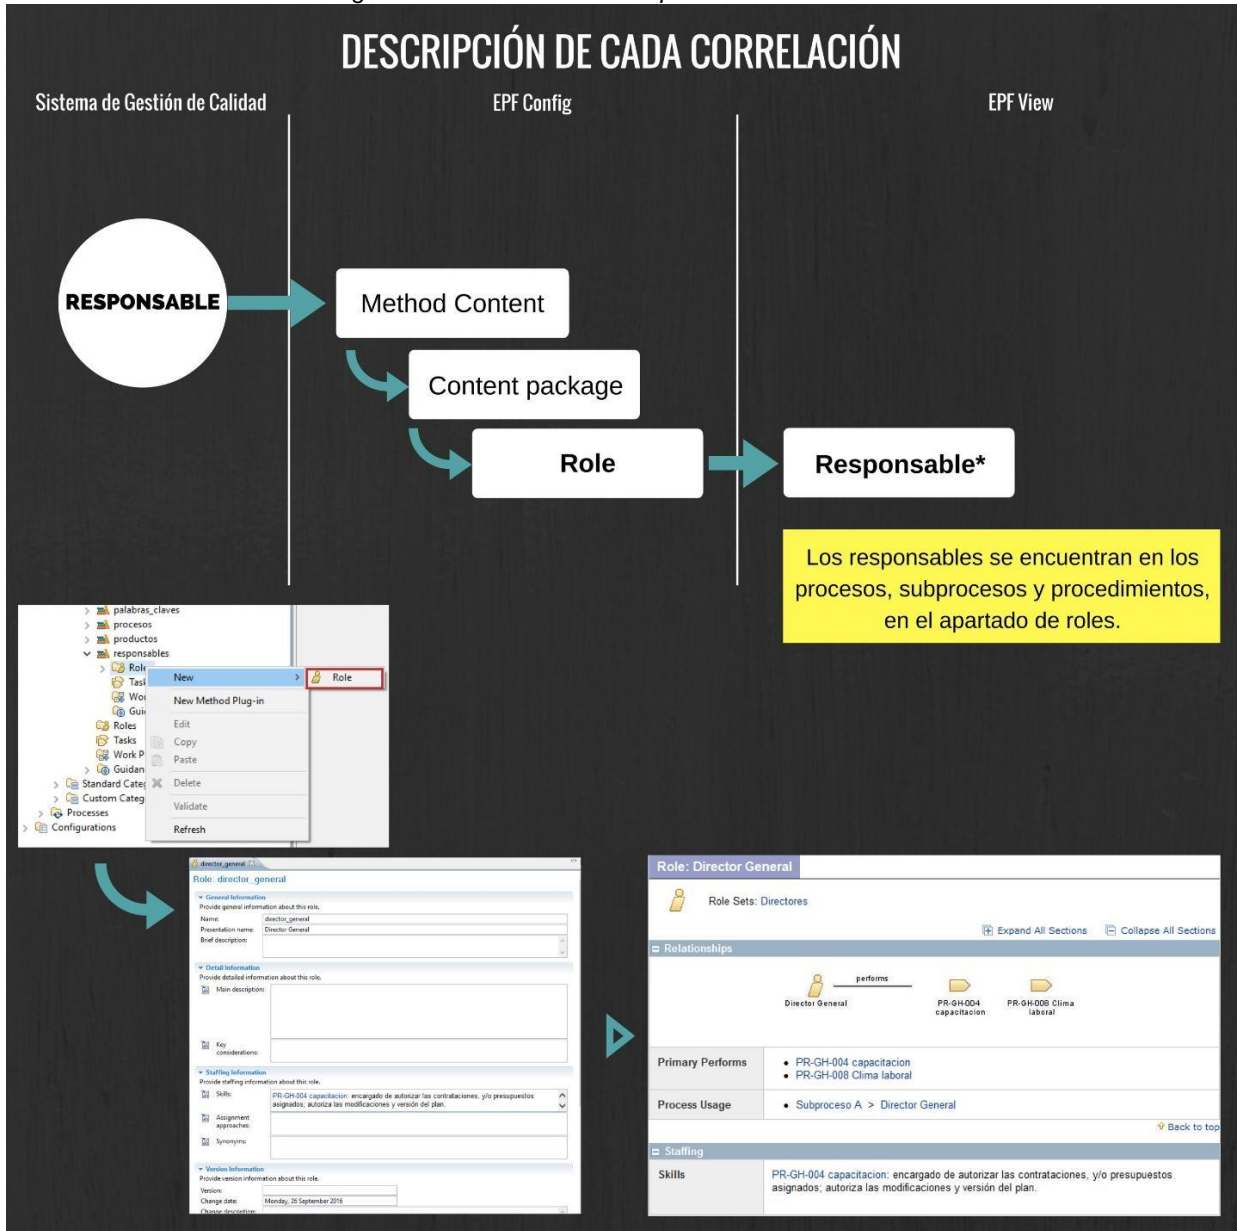 DESCRIPCIÓN DE CADA CORRELACIÓN
Sistema de Gestión de Calidad
EPF Config
EPF View
RESPONSABLE
Method Content
Content package
Role
Responsable*
Los responsables se encuentran en los
procesos, subprocesos y procedimientos,
en el apartado de roles.
palabras_claves
procesos
productos
responsables
Role
New
Role
New Method Plug-in
Edit
Roles
Tasks
Copy
Work P
Paste
Guidan
Standard Categ
Delete
Custom Categ
Validate
Processes
Configurations
Refresh
director_general
Role: director_general
General Information
Provide general information about this role.
Name: director_general
Presentation name: Director General
Brief description:
Detail Information
Provide detailed information about this role.
Main description:
Key
considerations:
Staffing Information
Provide staffing information about this role.
Skills: PR-GH-004 capacitacion: encargado de autorizar las contrataciones, y/o presupuestos
asignados; autoriza las modificaciones y versión del plan.
Assignment
approaches:
Synonyms:
Version Information
Provide version information about this role.
Version:
Change date: Monday, 26 September 2016
Change description:
Role: Director General
Role Sets: Directores
Expand All Sections Collapse All Sections
Relationships
performs
Director General
PR-GH-004
capacitacion
PR-GH-008 Clima
laboral
Primary Performs
PR-GH-004 capacitacion
PR-GH-008 Clima laboral
Process Usage
Subproceso A > Director General
Back to top
Staffing
Skills
PR-GH-004 capacitacion: encargado de autorizar las contrataciones, y/o presupuestos
asignados; autoriza las modificaciones y versión del plan.